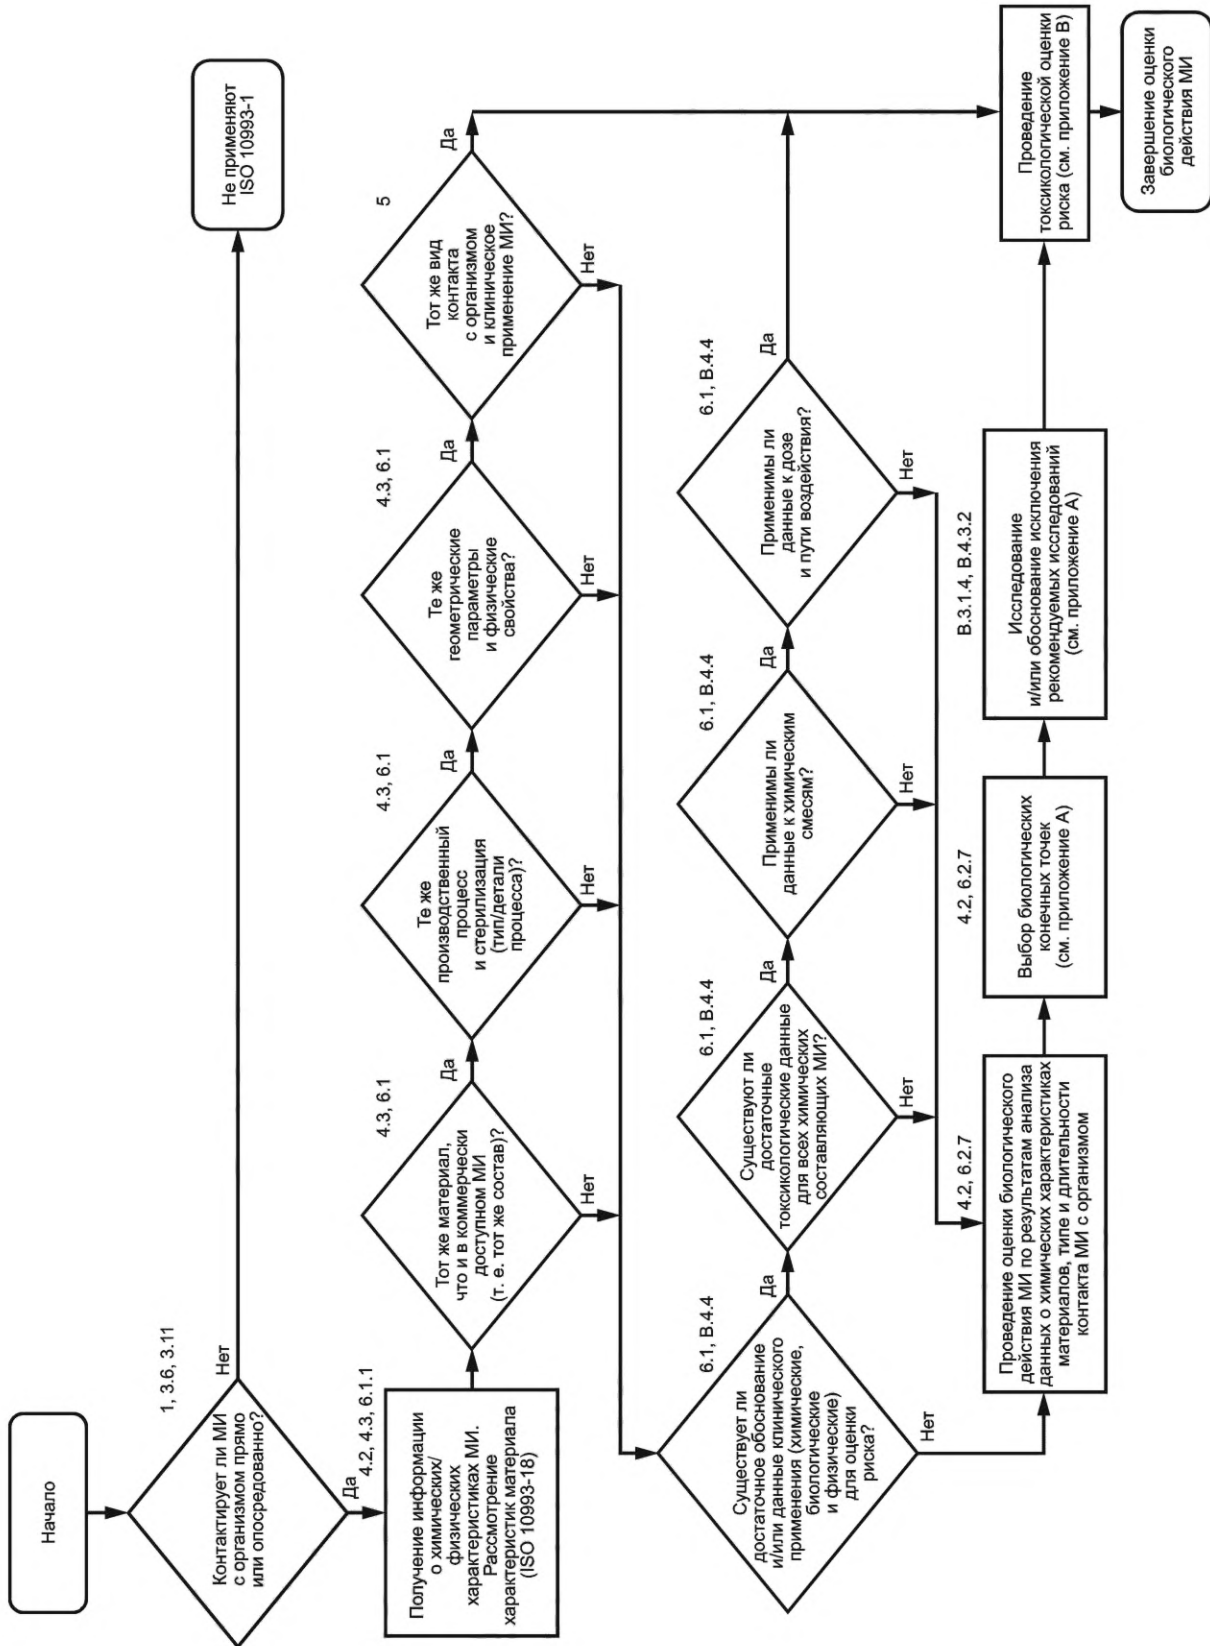 Начало
1, 3.6, 3.11
Контактирует ли МИ
с организмом прямо
или опосредованно?
Нет
Не применяют
ISO 10993-1
Да
4.2, 4.3, 6.1.1
Получение информации
о химических/
физических
характеристиках МИ.
Рассмотрение
характеристик материала
(ISO 10993-18)
4.3, 6.1
Тот же материал,
что и в коммерчески
доступном МИ
(т. е. тот же состав)?
Да
Нет
4.3, 6.1
Те же
производственный
процесс
и стерилизация
(тип/детали
процесса)?
Да
Нет
4.3, 6.1
Те же
геометрические
параметры
и физические
свойства?
Да
Нет
5
Тот же вид
контакта
с организмом
и клиническое
применение МИ?
Да
Нет
6.1, B.4.4
Существует ли
достаточное обоснование
и/или данные клинического
применения (химические,
биологические
и физические)
для оценки
риска?
Да
Нет
6.1, B.4.4
Существуют ли
достаточные
токсикологические данные
для всех химических
составляющих МИ?
Да
Нет
6.1, B.4.4
Применимы ли
данные к химическим
смесям?
Да
Нет
6.1, B.4.4
Применимы ли
данные к дозе
и пути воздействия?
Да
Нет
4.2, 6.2.7
Проведение оценки биологического
действия МИ по результатам анализа
данных о химических характеристиках
материалов, типе и длительности
контакта МИ с организмом
4.2, 6.2.7
Выбор биологических
конечных точек
(см. приложение A)
B.3.1.4, B.4.3.2
Исследование
и/или обоснование исключения
рекомендуемых исследований
(см. приложение A)
Проведение
токсикологической оценки
риска (см. приложение B)
Завершение оценки
биологического
действия МИ